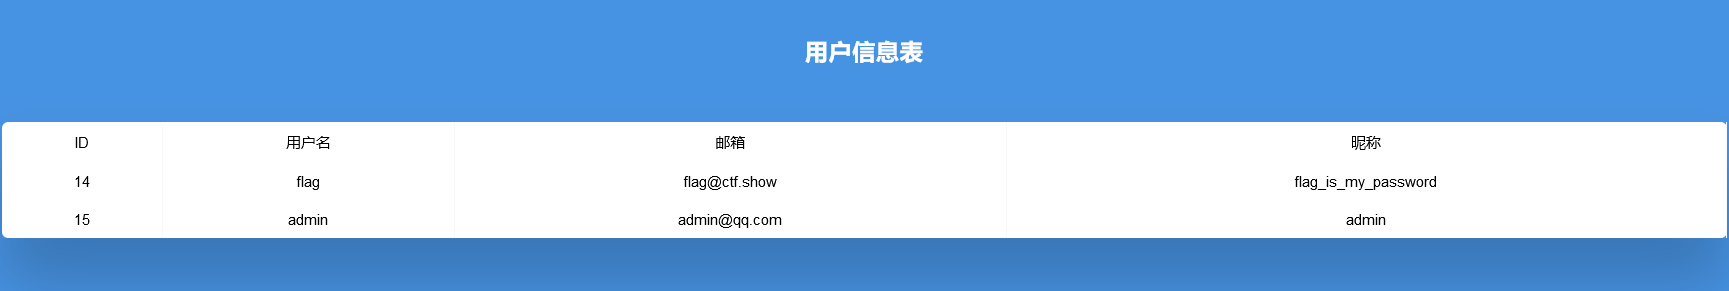 用户信息表
ID 用户名 邮箱 昵称
14 flag flag@ctf.show flag_is_my_password
15 admin admin@qq.com admin